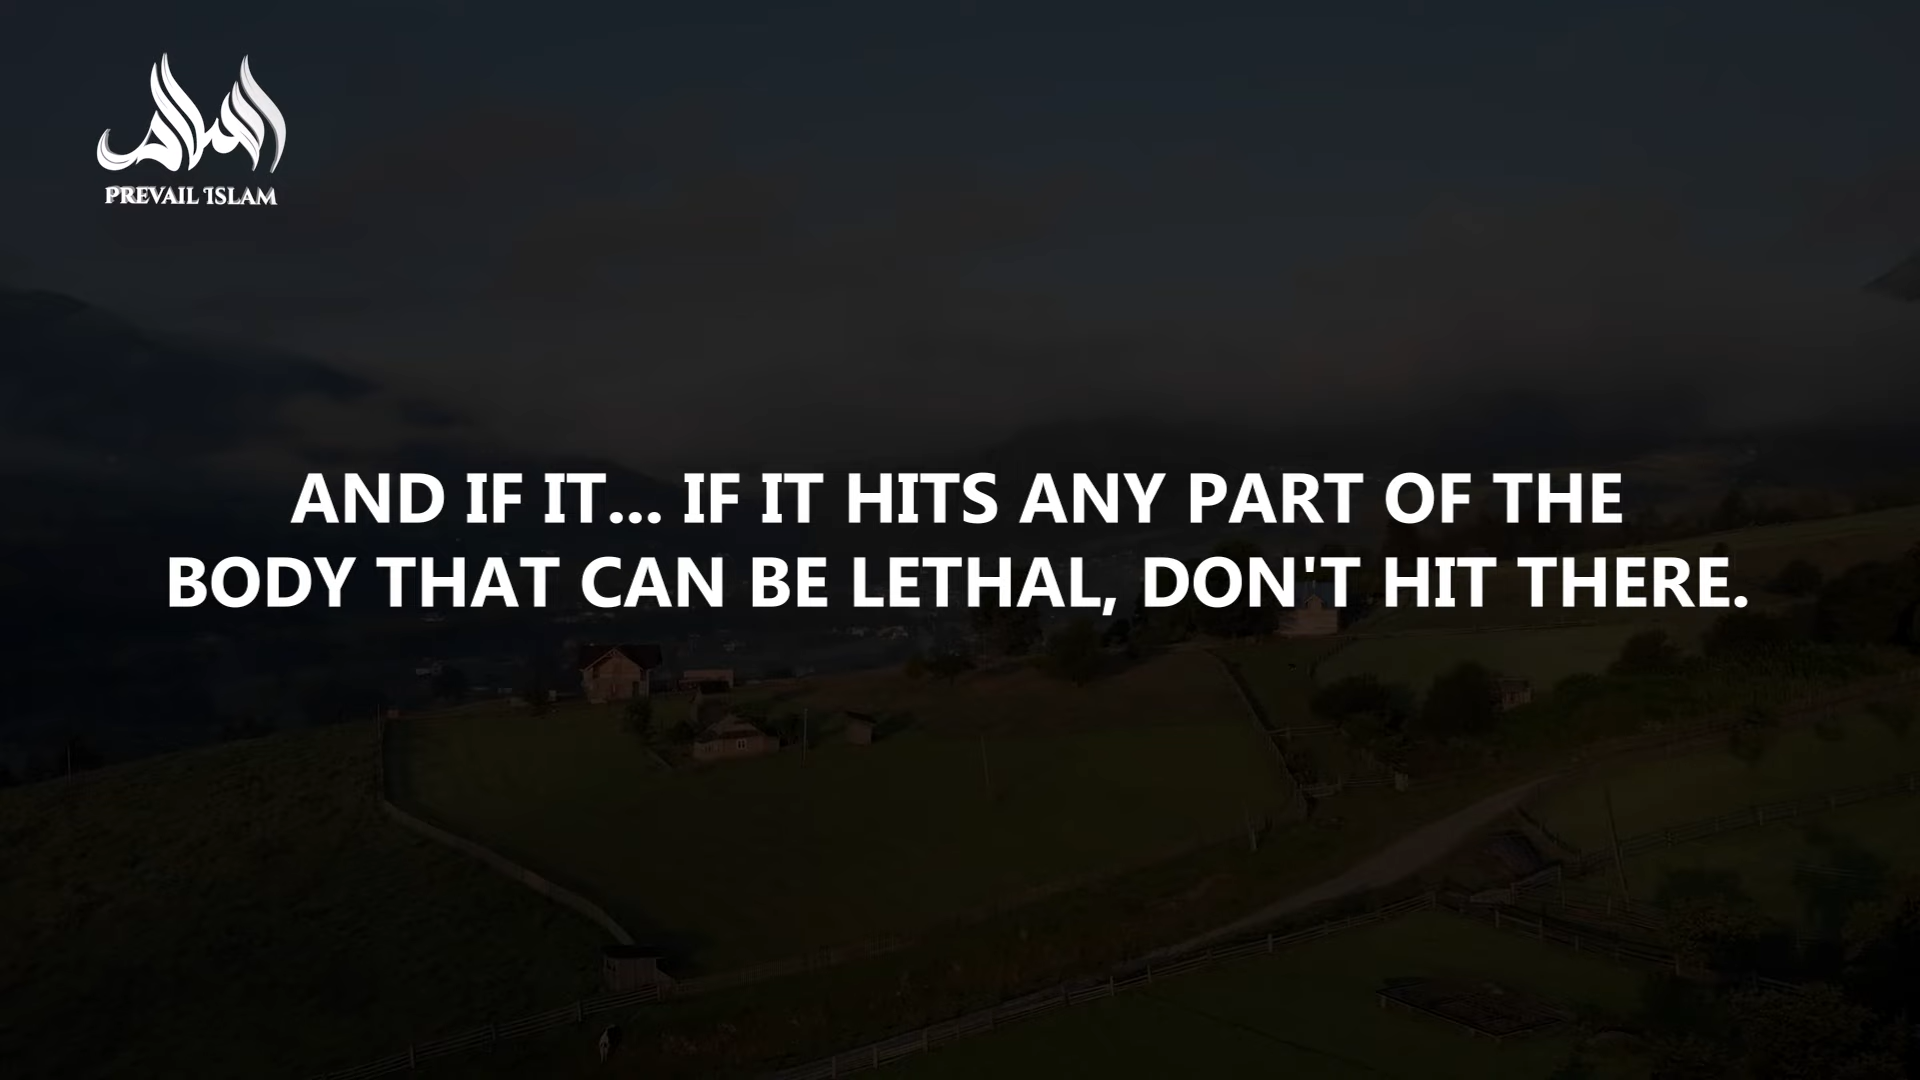 PREVAIL ISLAM
AND IF IT... IF IT HITS ANY PART OF THE
BODY THAT CAN BE LETHAL, DON'T HIT THERE.